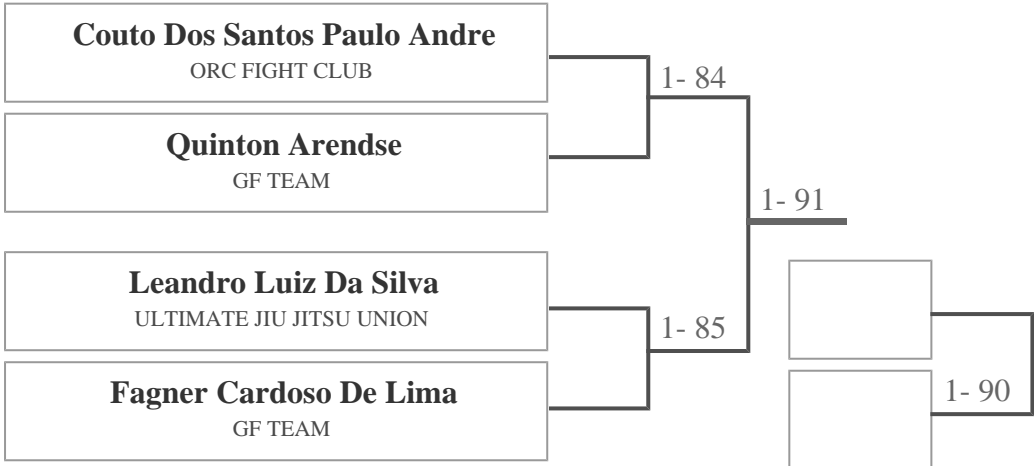 Couto Dos Santos Paulo Andre
ORC FIGHT CLUB
1- 84
Quinton Arendse
GF TEAM
1- 91
Leandro Luiz Da Silva
ULTIMATE JIU JITSU UNION
1- 85
Fagner Cardoso De Lima
GF TEAM
1- 90